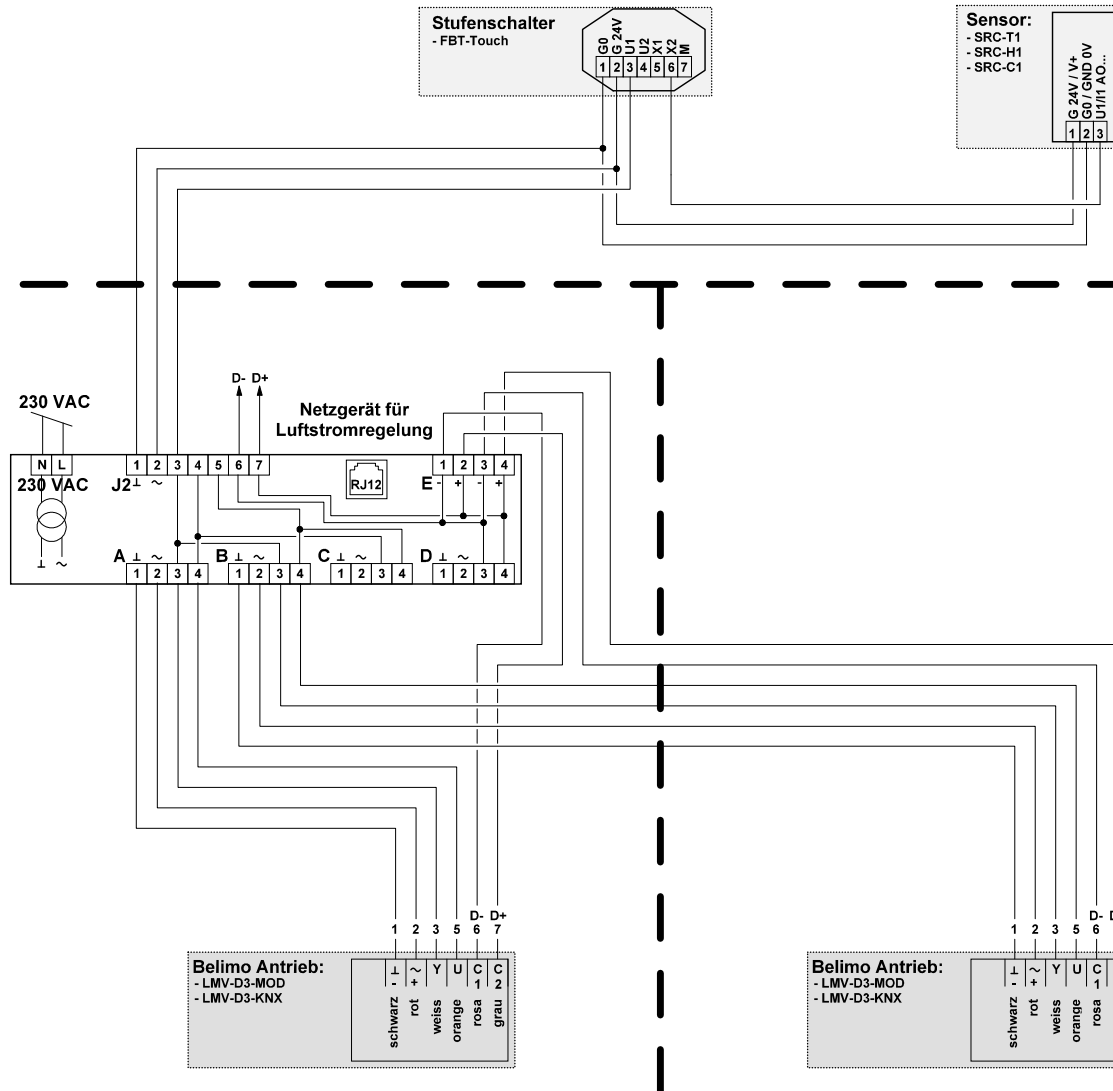 Stufenschalter
- FBT-Touch
G0
G 24V
U1
U2
X1
X2
M
1 2 3 4 5 6 7
Sensor:
- SRC-T1
- SRC-H1
- SRC-C1
G 24V / V+
G0 / GND 0V
U1/I1 AO...
1 2 3
D- D+
230 VAC
Netzgerät für
Luftstromregelung
N L
1 2 3 4 5 6 7
1 2 3 4
230 VAC
J2 ⊥ ~
RJ12
E - + - +
⊥ ~
A ⊥ ~
B ⊥ ~
C ⊥ ~
D ⊥ ~
1 2 3 4
1 2 3 4
1 2 3 4
1 2 3 4
D- D+
1 2 3 5 6 7
Belimo Antrieb:
- LMV-D3-MOD
- LMV-D3-KNX
⊥ ~ Y U C C
- + 1 2
schwarz
rot
weiss
orange
rosa
grau
D- D
1 2 3 5 6
Belimo Antrieb:
- LMV-D3-MOD
- LMV-D3-KNX
⊥ ~ Y U C
- + 1
schwarz
rot
weiss
orange
rosa